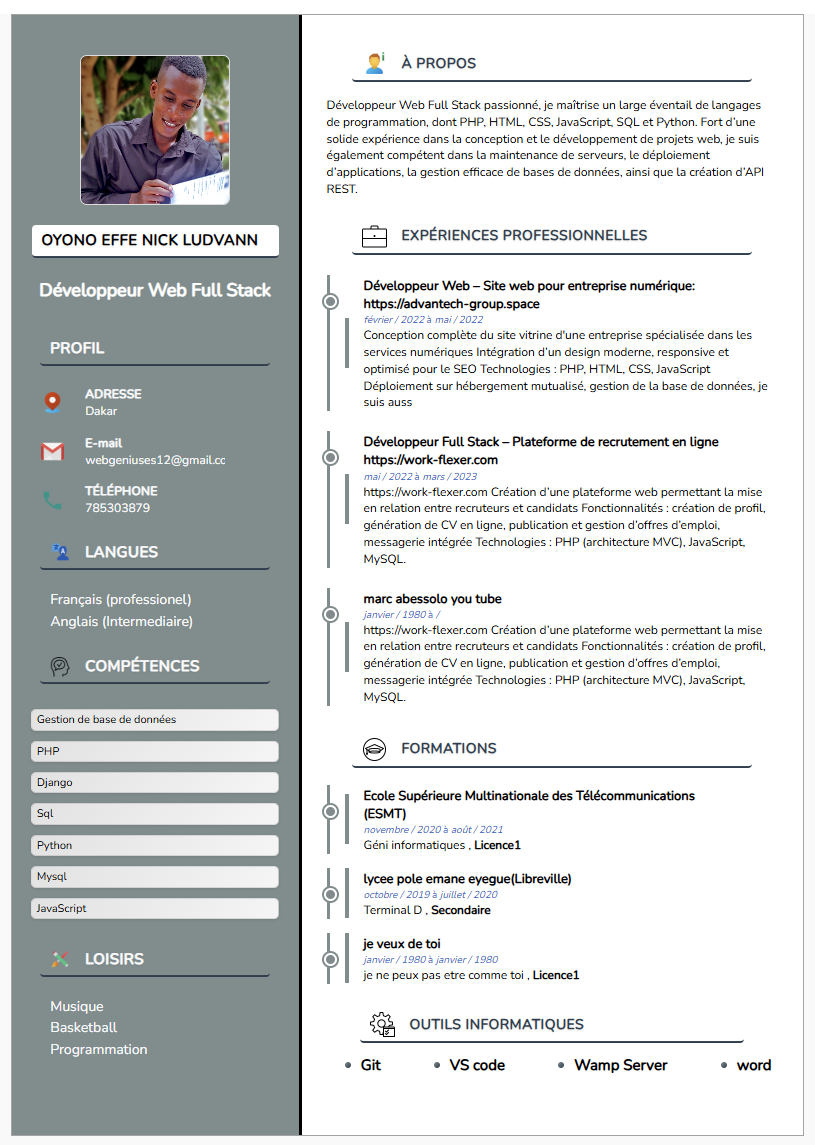 OYONO EFFE NICK LUDVANN
Développeur Web Full Stack
PROFIL
ADRESSE
Dakar
E-mail
webgeniuses12@gmail.cc
TÉLÉPHONE
785303879
LANGUES
Français (professionel)
Anglais (Intermediaire)
COMPÉTENCES
Gestion de base de données
PHP
Django
Sql
Python
Mysql
JavaScript
LOISIRS
Musique
Basketball
Programmation
À PROPOS
Développeur Web Full Stack passionné, je maîtrise un large éventail de langages
de programmation, dont PHP, HTML, CSS, JavaScript, SQL et Python. Fort d’une
solide expérience dans la conception et le développement de projets web, je suis
également compétent dans la maintenance de serveurs, le déploiement
d’applications, la gestion efficace de bases de données, ainsi que la création d’API
REST.
EXPÉRIENCES PROFESSIONNELLES
Développeur Web – Site web pour entreprise numérique:
https://advantech-group.space
février / 2022 à mai / 2022
Conception complète du site vitrine d'une entreprise spécialisée dans les
services numériques Intégration d’un design moderne, responsive et
optimisé pour le SEO Technologies : PHP, HTML, CSS, JavaScript
Déploiement sur hébergement mutualisé, gestion de la base de données, je
suis auss
Développeur Full Stack – Plateforme de recrutement en ligne
https://work-flexer.com
mai / 2022 à mars / 2023
https://work-flexer.com Création d’une plateforme web permettant la mise
en relation entre recruteurs et candidats Fonctionnalités : création de profil,
génération de CV en ligne, publication et gestion d’offres d’emploi,
messagerie intégrée Technologies : PHP (architecture MVC), JavaScript,
MySQL.
marc abessolo you tube
janvier / 1980 à /
https://work-flexer.com Création d’une plateforme web permettant la mise
en relation entre recruteurs et candidats Fonctionnalités : création de profil,
génération de CV en ligne, publication et gestion d’offres d’emploi,
messagerie intégrée Technologies : PHP (architecture MVC), JavaScript,
MySQL.
FORMATIONS
Ecole Supérieure Multinationale des Télécommunications
(ESMT)
novembre / 2020 à août / 2021
Géni informatiques , Licence1
lycee pole emane eyegue(Libreville)
octobre / 2019 à juillet / 2020
Terminal D , Secondaire
je veux de toi
janvier / 1980 à janvier / 1980
je ne peux pas etre comme toi , Licence1
OUTILS INFORMATIQUES
Git VS code Wamp Server word